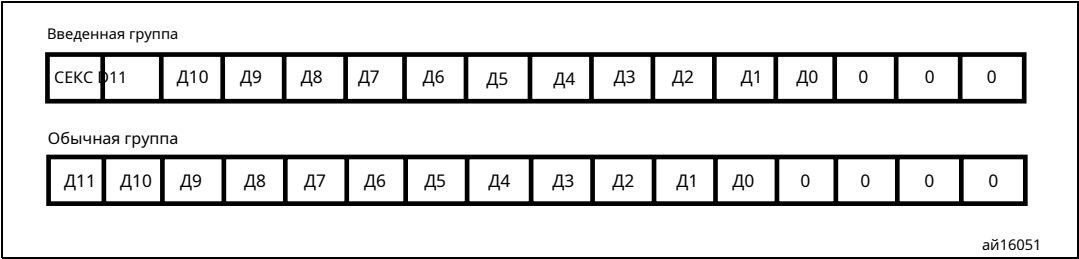 Введенная группа
СЕКС D11 Д10 Д9 Д8 Д7 Д6 Д5 Д4 Д3 Д2 Д1 Д0 0 0 0
Обычная группа
Д11 Д10 Д9 Д8 Д7 Д6 Д5 Д4 Д3 Д2 Д1 Д0 0 0 0 0
ай16051